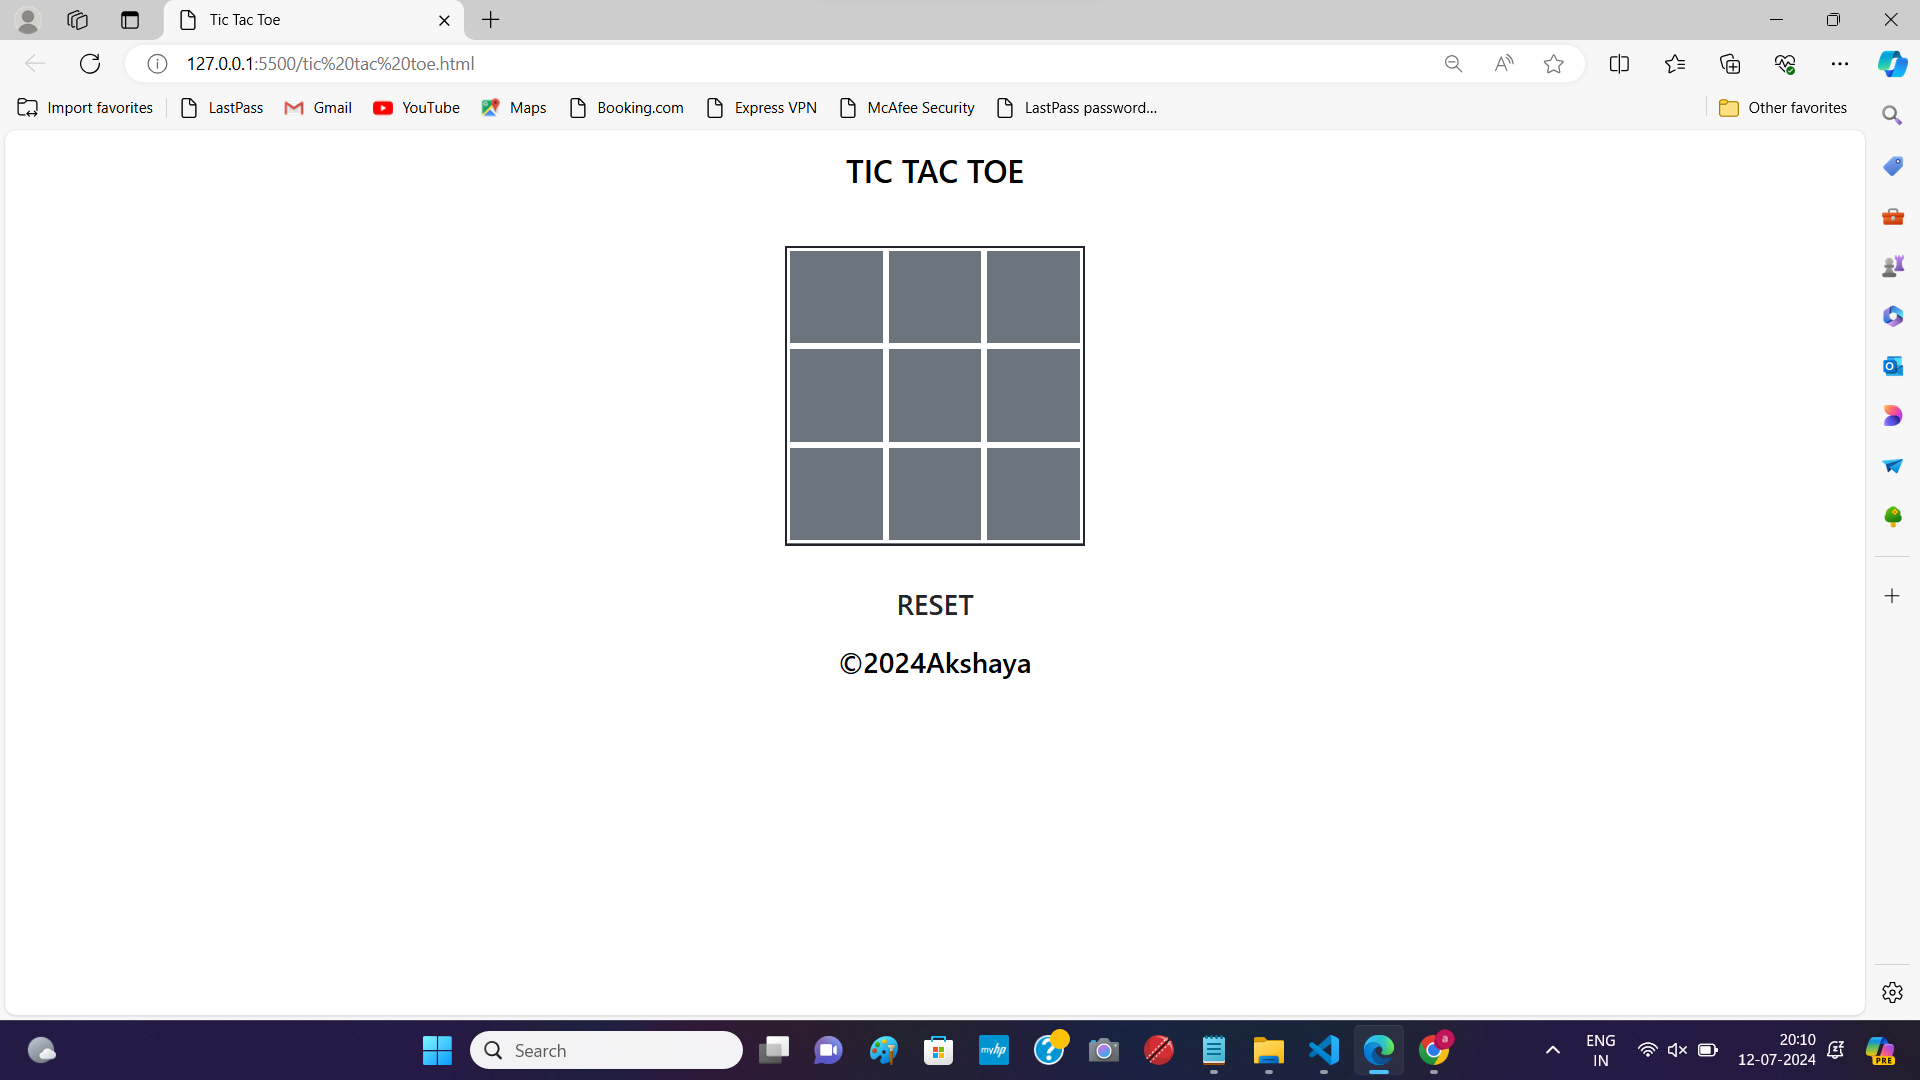 Tic Tac Toe
127.0.0.1:5500/tic%20tac%20toe.html
Import favorites LastPass Gmail YouTube Maps Booking.com Express VPN McAfee Security LastPass password... Other favorites
TIC TAC TOE
RESET
©2024Akshaya
Search
myhp
a
ENG
IN
20:10
12-07-2024
PRE